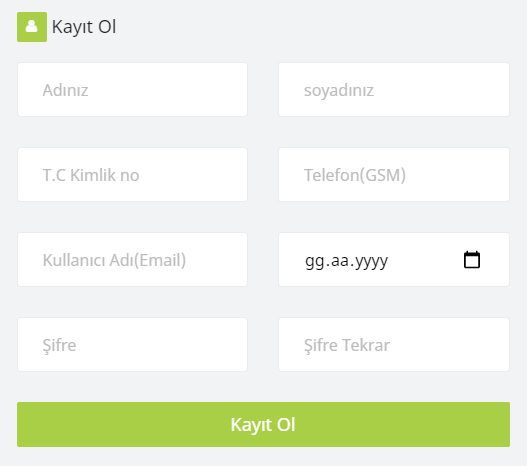 Kayıt Ol
Adınız
soyadınız
T.C Kimlik no
Telefon(GSM)
Kullanıcı Adı(Email)
gg.aa.yyyy
Şifre
Şifre Tekrar
Kayıt Ol